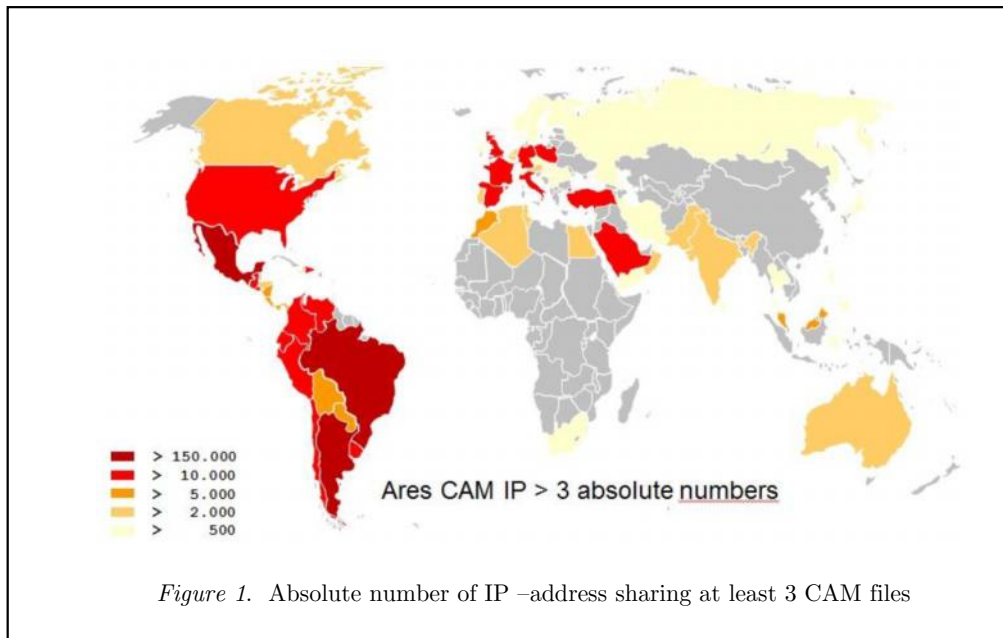 > 150.000
> 10.000
> 5.000
> 2.000
> 500
Ares CAM IP > 3 absolute numbers
Figure 1. Absolute number of IP –address sharing at least 3 CAM files